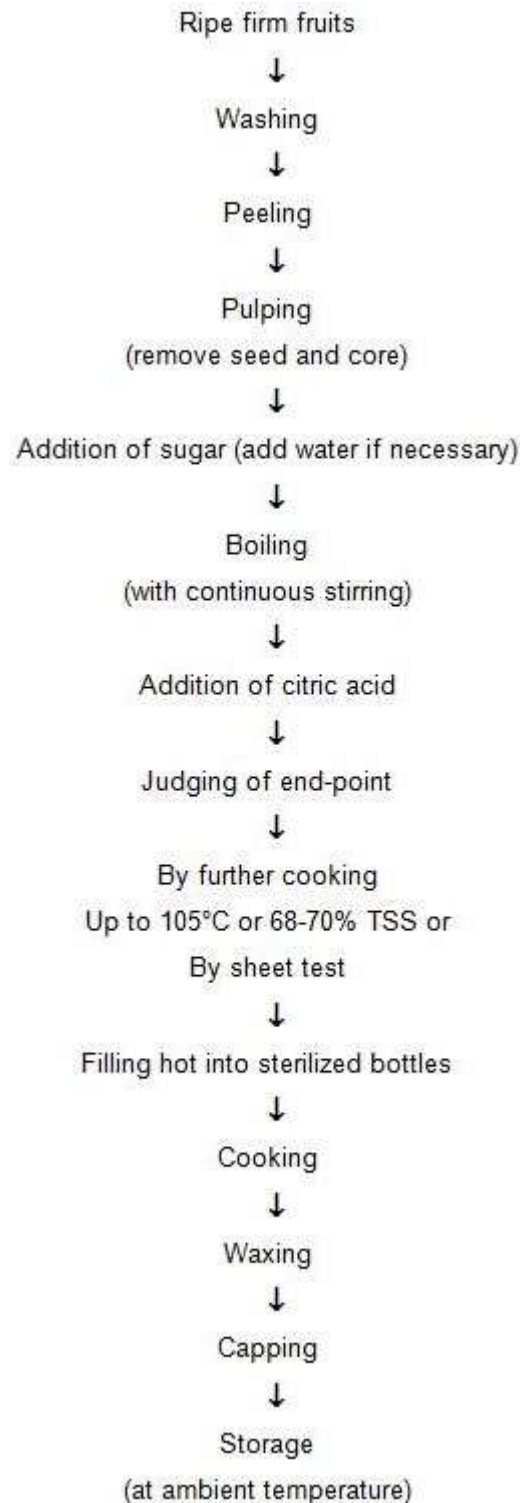 Ripe firm fruits
↓
Washing
↓
Peeling
↓
Pulping
(remove seed and core)
↓
Addition of sugar (add water if necessary)
↓
Boiling
(with continuous stirring)
↓
Addition of citric acid
↓
Judging of end-point
↓
By further cooking
Up to 105°C or 68-70% TSS or
By sheet test
↓
Filling hot into sterilized bottles
↓
Cooking
↓
Waxing
↓
Capping
↓
Storage
(at ambient temperature)